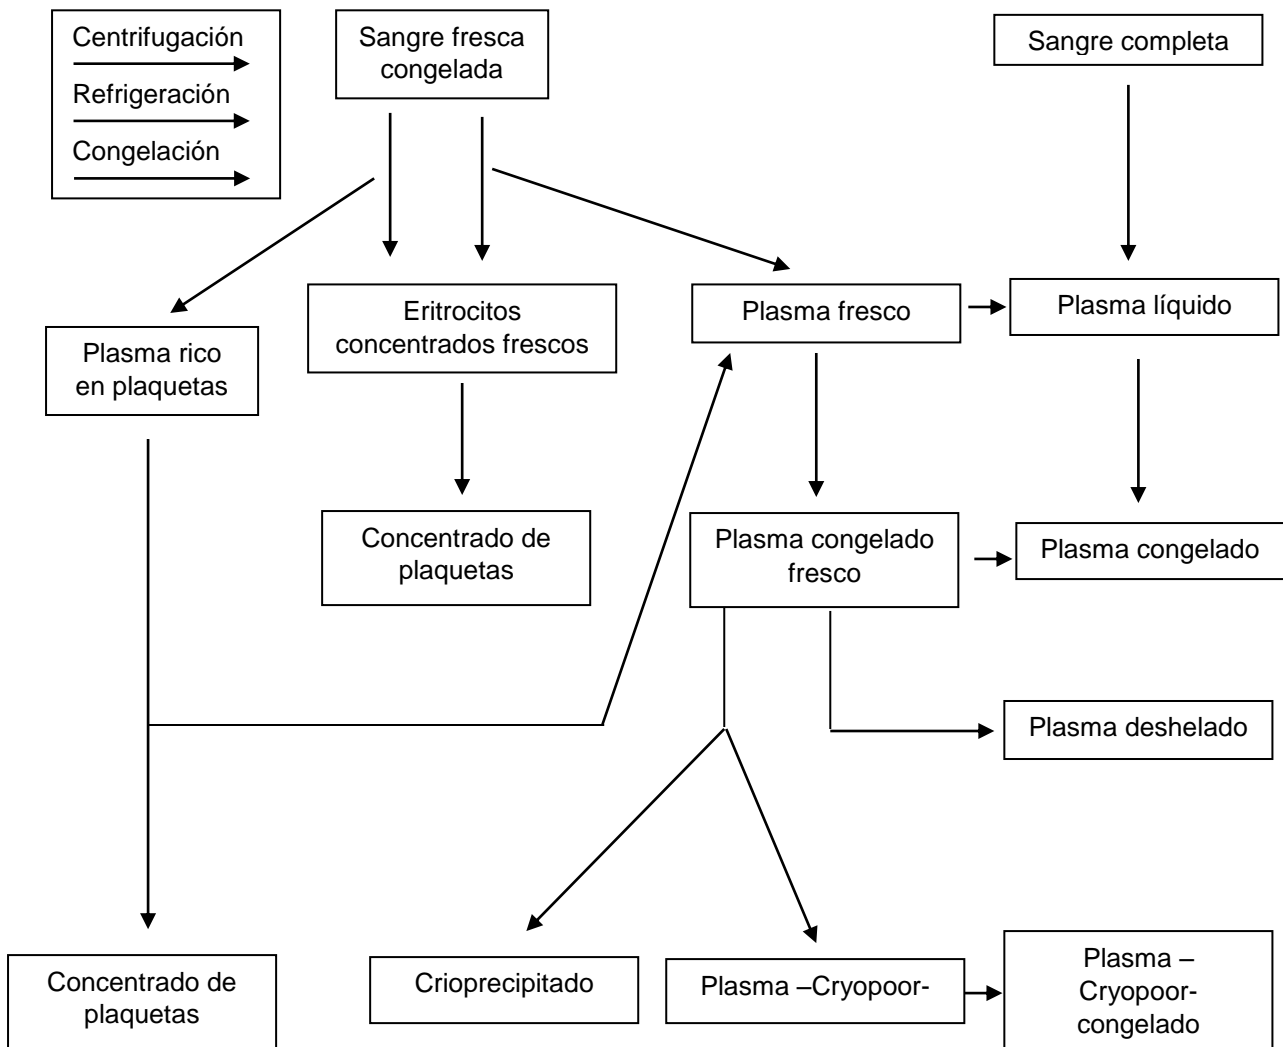 Centrifugación
Refrigeración
Congelación
Sangre fresca
congelada
Sangre completa
Eritrocitos
concentrados frescos
Plasma fresco
Plasma líquido
Plasma rico
en plaquetas
Concentrado de
plaquetas
Plasma congelado
fresco
Plasma congelado
Plasma deshelado
Concentrado de
plaquetas
Crioprecipitado
Plasma –Cryopoor-
Plasma –
Cryopoor-
congelado